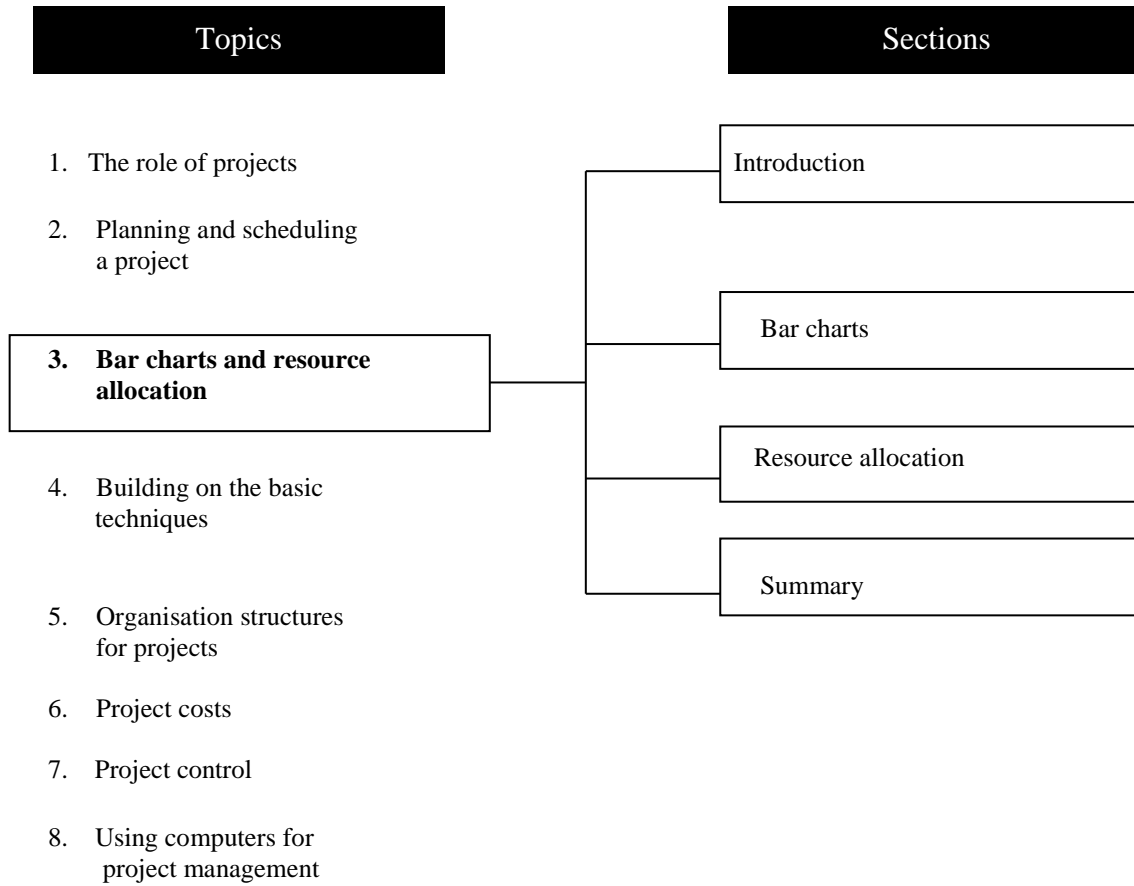 Topics
1. The role of projects
2. Planning and scheduling
a project
3. Bar charts and resource
allocation
4. Building on the basic
techniques
5. Organisation structures
for projects
6. Project costs
7. Project control
8. Using computers for
project management
Sections
Introduction
Bar charts
Resource allocation
Summary